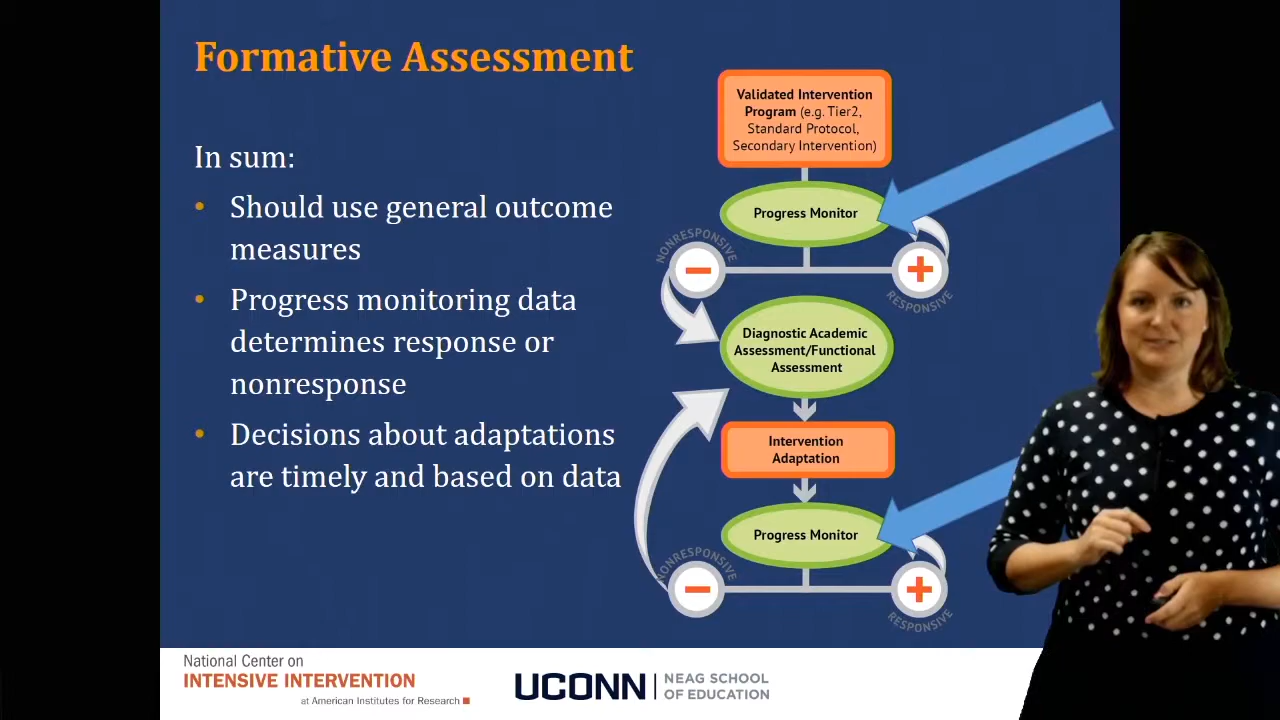 Formative Assessment
In sum:
• Should use general outcome
measures
• Progress monitoring data
determines response or
nonresponse
• Decisions about adaptations
are timely and based on data
Validated Intervention
Program (e.g. Tier2,
Standard Protocol,
Secondary Intervention)
Progress Monitor
NONRESPONSIVE
RESPONSIVE
Diagnostic Academic
Assessment/Functional
Assessment
Intervention
Adaptation
Progress Monitor
NONRESPONSIVE
RESPONSIVE
National Center on
INTENSIVE INTERVENTION
at American Institutes for Research
UCONN
NEAG SCHOOL
OF EDUCATION